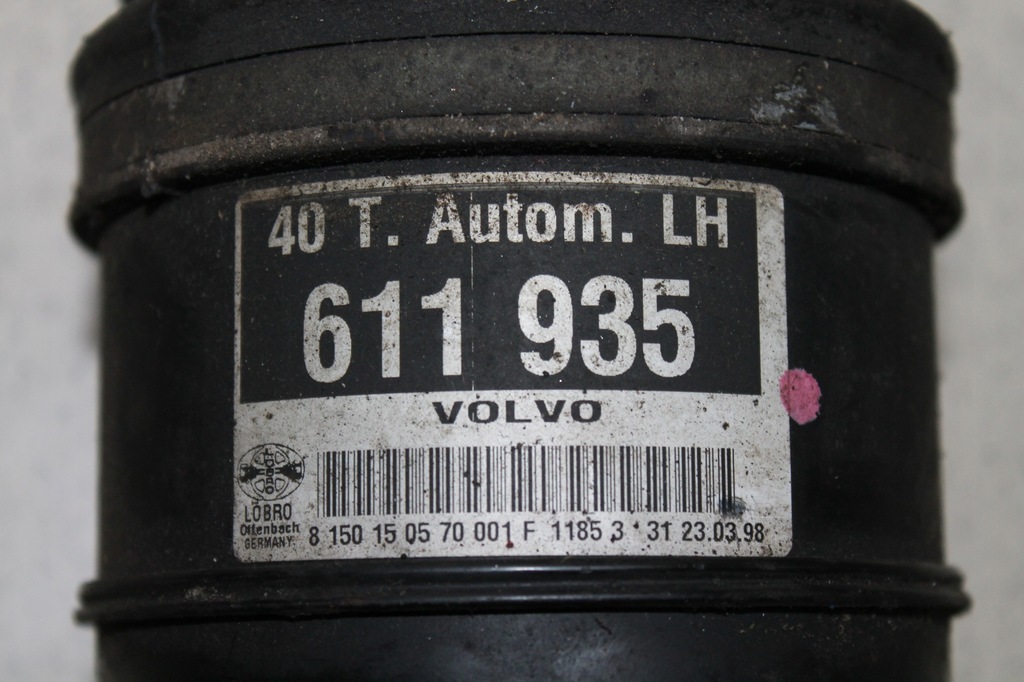 40 T. Autom. LH
611 935
VOLVO
LÖBRO
Offenbach
GERMANY
8 150 15 05 70 001 F 1185 3 31 23.03.98